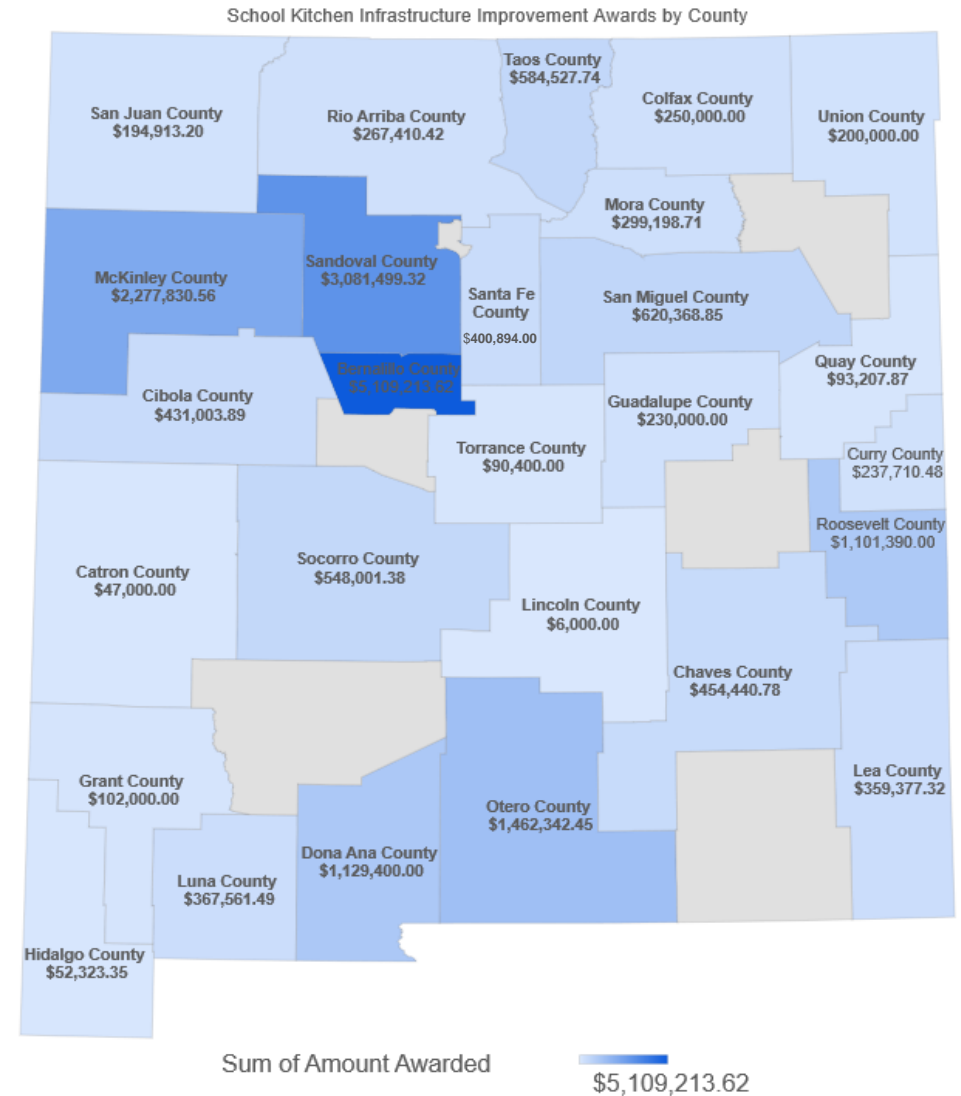 School Kitchen Infrastructure Improvement Awards by County
Taos County
$584,527.74
San Juan County
$194,913.20
Rio Arriba County
$267,410.42
Colfax County
$250,000.00
Union County
$200,000.00
Mora County
$299,198.71
McKinley County
$2,277,830.56
Sandoval County
$3,081,499.32
Santa Fe
County
$400,894.00
San Miguel County
$620,368.85
Bernalillo County
$5,109,213.62
Quay County
$93,207.87
Cibola County
$431,003.89
Guadalupe County
$230,000.00
Torrance County
$90,400.00
Curry County
$237,710.48
Roosevelt County
$1,101,390.00
Catron County
$47,000.00
Socorro County
$548,001.38
Lincoln County
$6,000.00
Chaves County
$454,440.78
Grant County
$102,000.00
Lea County
$359,377.32
Otero County
$1,462,342.45
Dona Ana County
$1,129,400.00
Luna County
$367,561.49
Hidalgo County
$52,323.35
Sum of Amount Awarded
$5,109,213.62